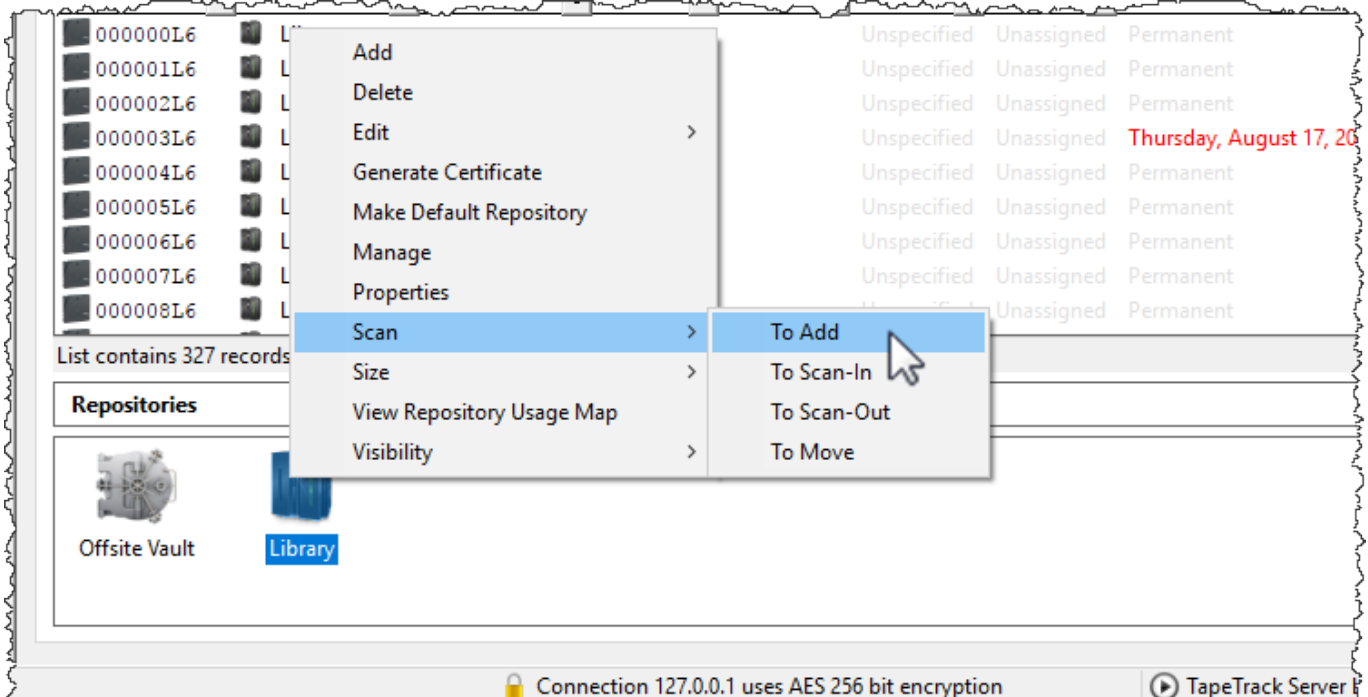 000000L6 Unspecified Unassigned Permanent
000001L6 L Unspecified Unassigned Permanent
000002L6 L Unspecified Unassigned Permanent
000003L6 L Unspecified Unassigned Thursday, August 17, 20
000004L6 L Unspecified Unassigned Permanent
000005L6 L Unspecified Unassigned Permanent
000006L6 L Unspecified Unassigned Permanent
000007L6 L Unspecified Unassigned Permanent
000008L6 L Unassigned Permanent
Add
Delete
Edit
Generate Certificate
Make Default Repository
Manage
Properties
Scan
Size
View Repository Usage Map
Visibility
To Add
To Scan-In
To Scan-Out
To Move
List contains 327 records
Repositories
Offsite Vault
Library
Connection 127.0.0.1 uses AES 256 bit encryption
TapeTrack Server